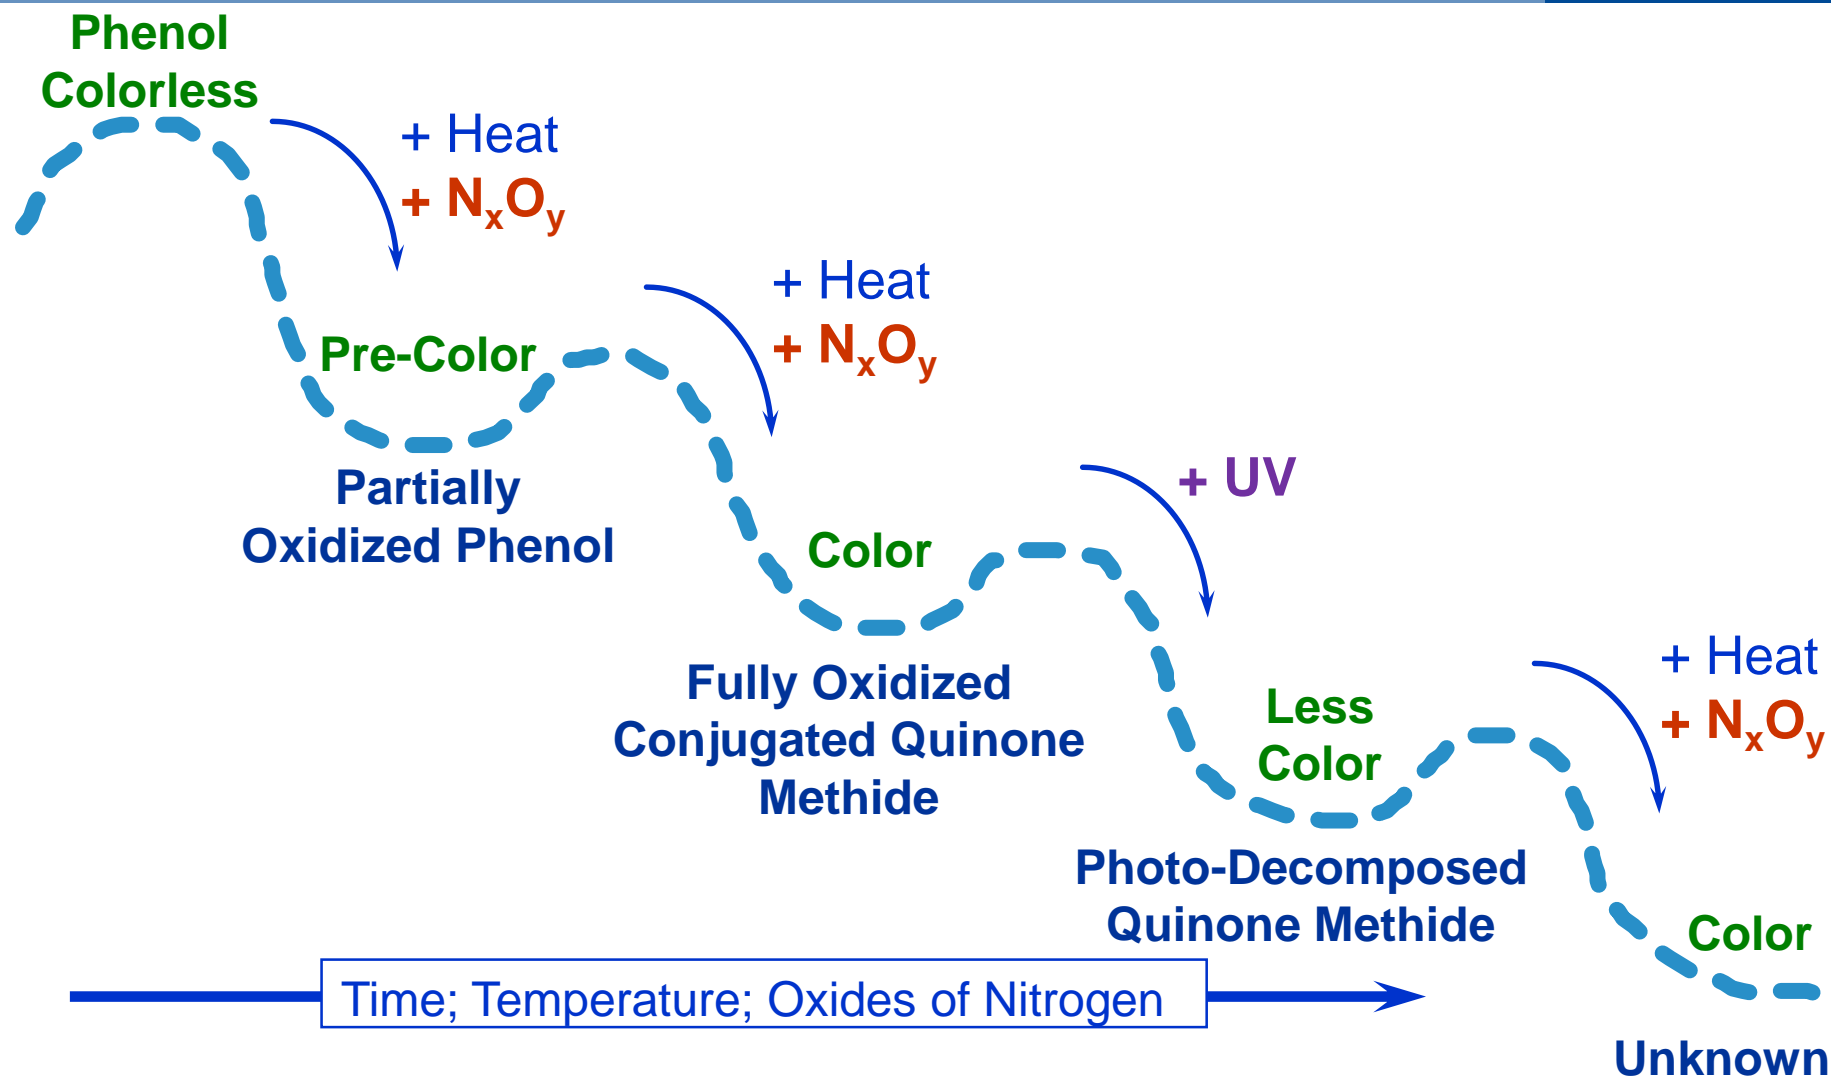 Phenol
Colorless
+ Heat
+ NxOy
+ Heat
+ NxOy
Pre-Color
Partially
Oxidized Phenol
+ UV
Color
Fully Oxidized
Conjugated Quinone
Methide
+ Heat
+ NxOy
Less
Color
Photo-Decomposed
Quinone Methide
Color
Time; Temperature; Oxides of Nitrogen
Unknown